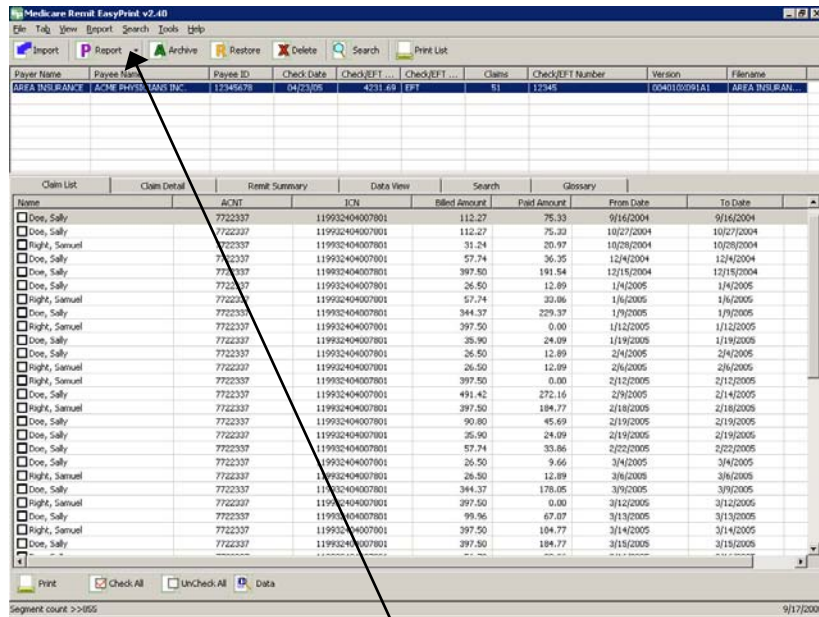 Medicare Remit EasyPrint v2.40
File Tab View Report Search Tools Help
Import Report Archive Restore Delete Search Print List
Payer Name Payee Name Payee ID Check Date Check/EFT ... Check/EFT ... Claims Check/EFT Number Version Filename
AREA INSURANCE ACME PHYSICIANS INC. 12345678 04/23/05 4231.69 EFT 51 12345 004010X091A1 AREA INSURAN...
Claim List Claim Detail Remit Summary Data View Search Glossary
Name ACNT ICN Billed Amount Paid Amount From Date To Date
Doe, Sally 7722337 119932404007801 112.27 75.33 9/16/2004 9/16/2004
Doe, Sally 7722337 119932404007801 112.27 75.33 10/27/2004 10/27/2004
Right, Samuel 7722337 119932404007801 31.24 20.97 10/28/2004 10/28/2004
Doe, Sally 7722337 119932404007801 57.74 36.35 12/4/2004 12/4/2004
Doe, Sally 7722337 119932404007801 397.50 191.54 12/15/2004 12/15/2004
Doe, Sally 7722337 119932404007801 26.50 12.89 1/4/2005 1/4/2005
Right, Samuel 7722337 119932404007801 57.74 33.86 1/6/2005 1/6/2005
Doe, Sally 7722337 119932404007801 344.37 229.37 1/9/2005 1/9/2005
Right, Samuel 7722337 119932404007801 397.50 0.00 1/12/2005 1/12/2005
Doe, Sally 7722337 119932404007801 35.90 24.09 1/19/2005 1/19/2005
Doe, Sally 7722337 119932404007801 26.50 12.89 2/4/2005 2/4/2005
Right, Samuel 7722337 119932404007801 26.50 12.89 2/6/2005 2/6/2005
Right, Samuel 7722337 119932404007801 397.50 0.00 2/12/2005 2/12/2005
Doe, Sally 7722337 119932404007801 491.42 272.16 2/9/2005 2/14/2005
Right, Samuel 7722337 119932404007801 397.50 184.77 2/18/2005 2/18/2005
Doe, Sally 7722337 119932404007801 90.80 45.69 2/19/2005 2/19/2005
Doe, Sally 7722337 119932404007801 35.90 24.09 2/19/2005 2/19/2005
Doe, Sally 7722337 119932404007801 57.74 33.86 2/22/2005 2/22/2005
Doe, Sally 7722337 119932404007801 26.50 9.66 3/4/2005 3/4/2005
Right, Samuel 7722337 119932404007801 26.50 12.89 3/6/2005 3/6/2005
Doe, Sally 7722337 119932404007801 344.37 178.05 3/9/2005 3/9/2005
Right, Samuel 7722337 119932404007801 397.50 0.00 3/12/2005 3/12/2005
Doe, Sally 7722337 119932404007801 99.96 67.07 3/13/2005 3/13/2005
Right, Samuel 7722337 119932404007801 397.50 184.77 3/14/2005 3/14/2005
Doe, Sally 7722337 119932404007801 397.50 184.77 3/15/2005 3/15/2005
Print Check All UnCheck All Data
Segment count >>855 9/17/200